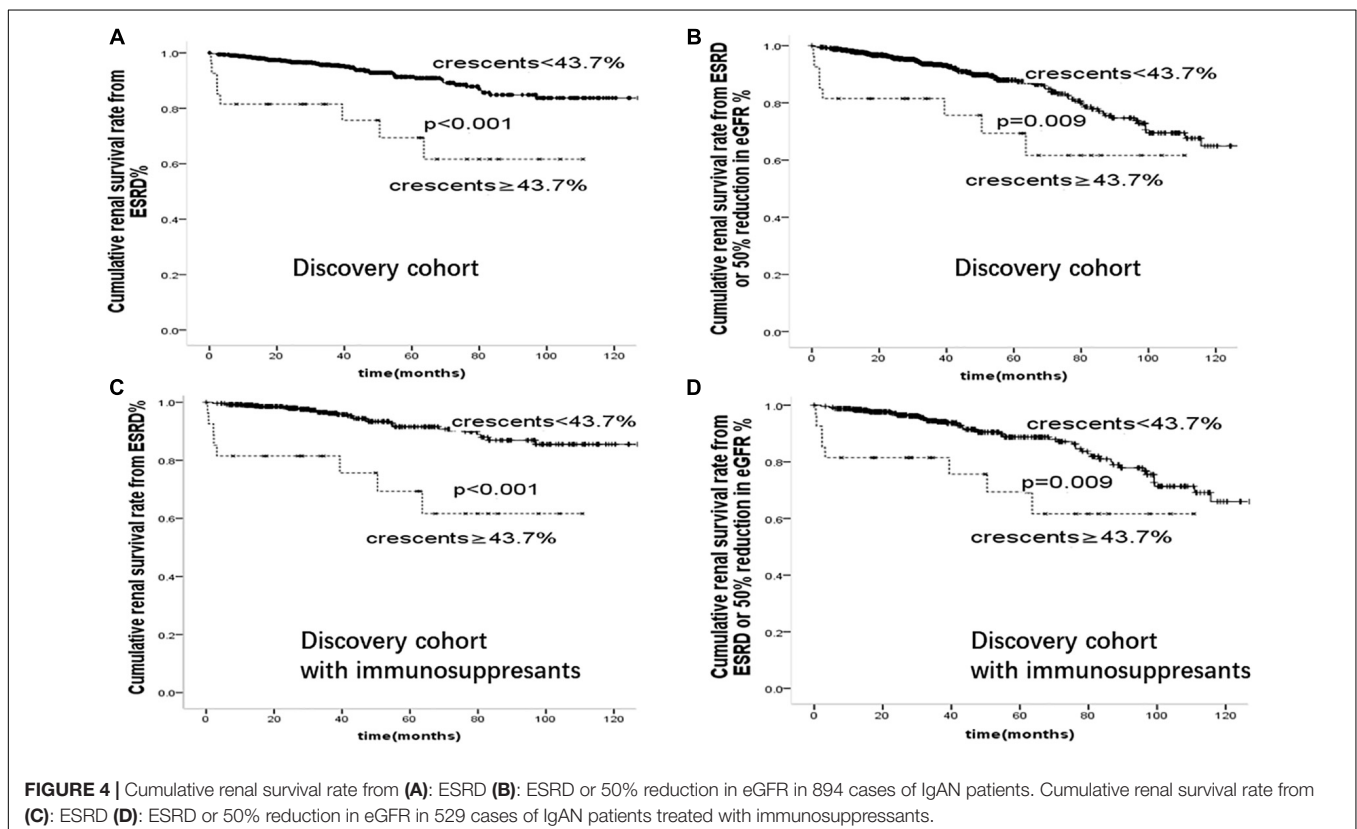 A
Cumulative renal survival rate from
ESRD%
1.0
0.8
0.6
0.4
0.2
0.0
crescents<43.7%
p<0.001
crescents≥43.7%
Discovery cohort
0 20 40 60 80 100 120
time(months)
B
Cumulative renal survival rate from ESRD
or 50% reduction in eGFR %
1.0
0.8
0.6
0.4
0.2
0.0
crescents<43.7%
p=0.009
crescents≥43.7%
Discovery cohort
0 20 40 60 80 100 120
time(months)
C
Cumulative renal survival rate from ESRD%
1.0
0.8
0.6
0.4
0.2
0.0
crescents<43.7%
p<0.001
crescents≥43.7%
Discovery cohort
with immunosuppresants
0 20 40 60 80 100 120
time(months)
D
Cumulative renal survival rate from
ESRD or 50% reduction in eGFR %
1.0
0.8
0.6
0.4
0.2
0.0
crescents<43.7%
p=0.009
crescents≥43.7%
Discovery cohort
with immunosuppresants
0 20 40 60 80 100 120
time(months)
FIGURE 4 | Cumulative renal survival rate from (A): ESRD (B): ESRD or 50% reduction in eGFR in 894 cases of IgAN patients. Cumulative renal survival rate from
(C): ESRD (D): ESRD or 50% reduction in eGFR in 529 cases of IgAN patients treated with immunosuppressants.